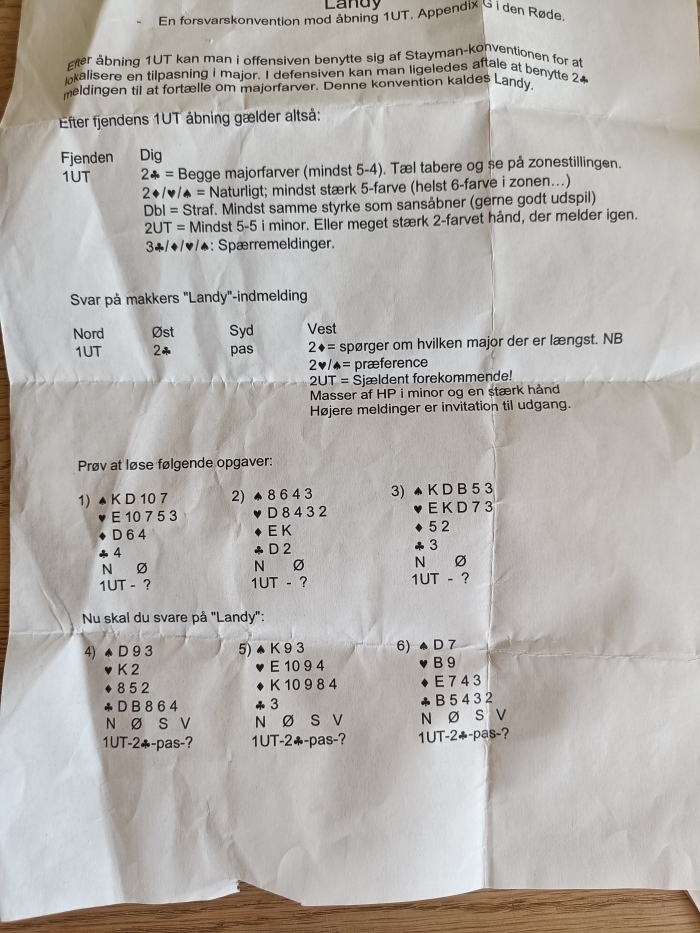 Landy
- En forsvarskonvention mod åbning 1UT. Appendix G i den Røde.
Efter åbning 1UT kan man i offensiven benytte sig af Stayman-konventionen for at
lokalisere en tilpasning i major. I defensiven kan man ligeledes aftale at benytte 2♣
meldingen til at fortælle om majorfarver. Denne konvention kaldes Landy.
Efter fjendens 1UT åbning gælder altså:
Fjenden Dig
1UT 2♣ = Begge majorfarver (mindst 5-4). Tæl tabere og se på zonestillingen.
2♦/♥/♠ = Naturligt; mindst stærk 5-farve (helst 6-farve i zonen...)
Dbl = Straf. Mindst samme styrke som sansåbner (gerne godt udspil)
2UT = Mindst 5-5 i minor. Eller meget stærk 2-farvet hånd, der melder igen.
3♣/♦/♥/♠: Spærremeldinger.
Svar på makkers "Landy"-indmelding
Nord Øst Syd Vest
1UT 2♣ pas 2♦= spørger om hvilken major der er længst. NB
2♥/♠= præference
2UT = Sjældent forekommende!
Masser af HP i minor og en stærk hånd
Højere meldinger er invitation til udgang.
Prøv at løse følgende opgaver:
1) ♠ K D 10 7 2) ♠ 8 6 4 3 3) ♠ K D B 5 3
♥ E 10 7 5 3 ♥ D 8 4 3 2 ♥ E K D 7 3
♦ D 6 4 ♦ E K ♦ 5 2
♣ 4 ♣ D 2 ♣ 3
N Ø N Ø N Ø
1UT - ? 1UT - ? 1UT - ?
Nu skal du svare på "Landy":
4) ♠ D 9 3 5) ♠ K 9 3 6) ♠ D 7
♥ K 2 ♥ E 10 9 4 ♥ B 9
♦ 8 5 2 ♦ K 10 9 8 4 ♦ E 7 4 3
♣ D B 8 6 4 ♣ 3 ♣ B 5 4 3 2
N Ø S V N Ø S V N Ø S V
1UT-2♣-pas-? 1UT-2♣-pas-? 1UT-2♣-pas-?